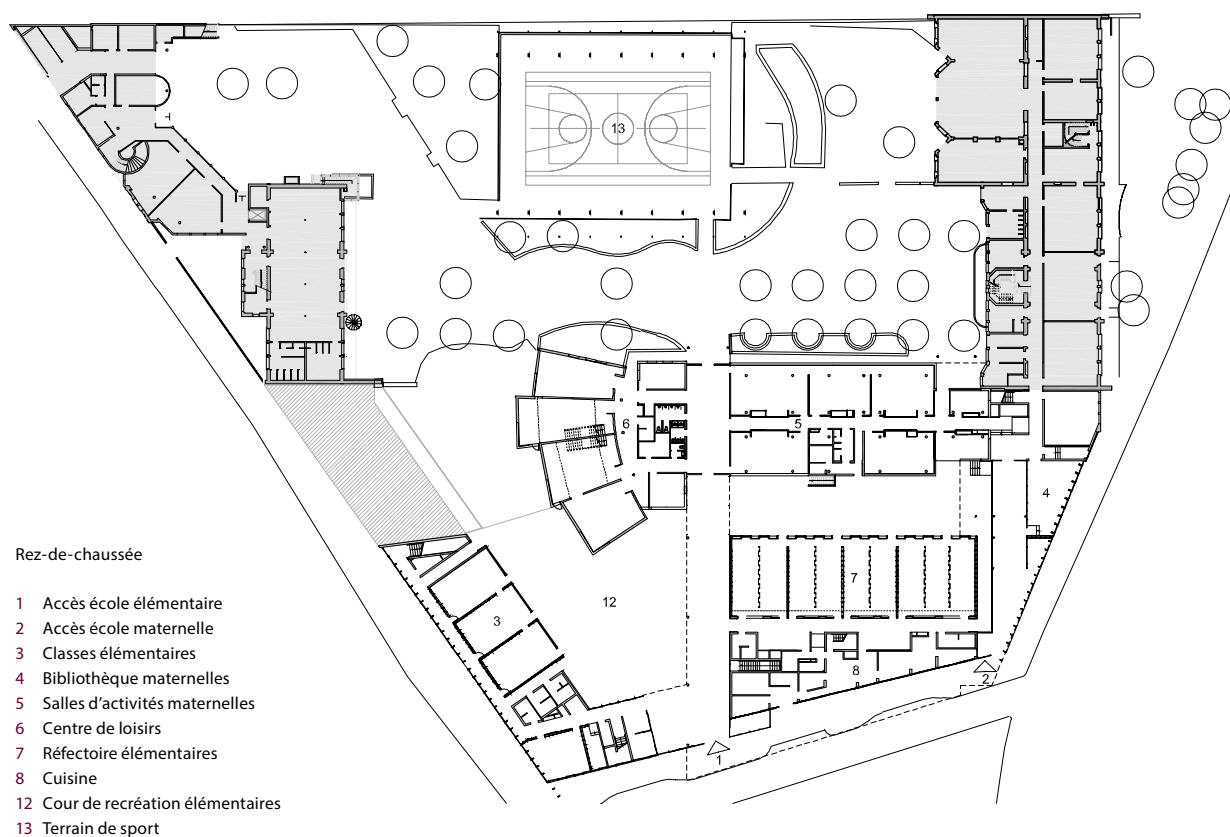 13
6
5
4
7
12
3
8
2
1
Rez-de-chaussée
1 Accès école élémentaire
2 Accès école maternelle
3 Classes élémentaires
4 Bibliothèque maternelles
5 Salles d’activités maternelles
6 Centre de loisirs
7 Réfectoire élémentaires
8 Cuisine
12 Cour de recréation élémentaires
13 Terrain de sport